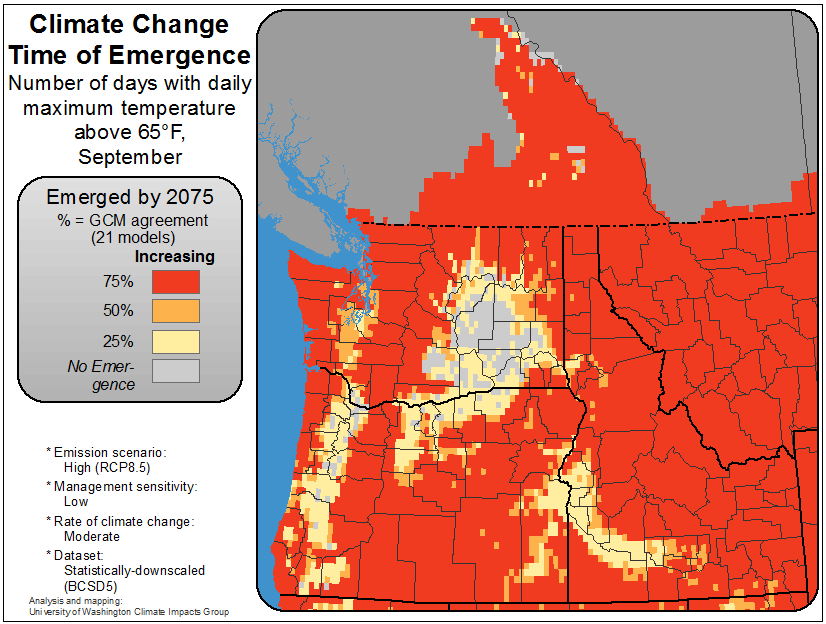 Climate Change
Time of Emergence
Number of days with daily
maximum temperature
above 65°F,
September
Emerged by 2075
% = GCM agreement
(21 models)
Increasing
75%
50%
25%
No Emer-
gence
* Emission scenario:
High (RCP8.5)
* Management sensitivity:
Low
* Rate of climate change:
Moderate
* Dataset:
Statistically-downscaled
(BCSD5)
Analysis and mapping:
University of Washington Climate Impacts Group